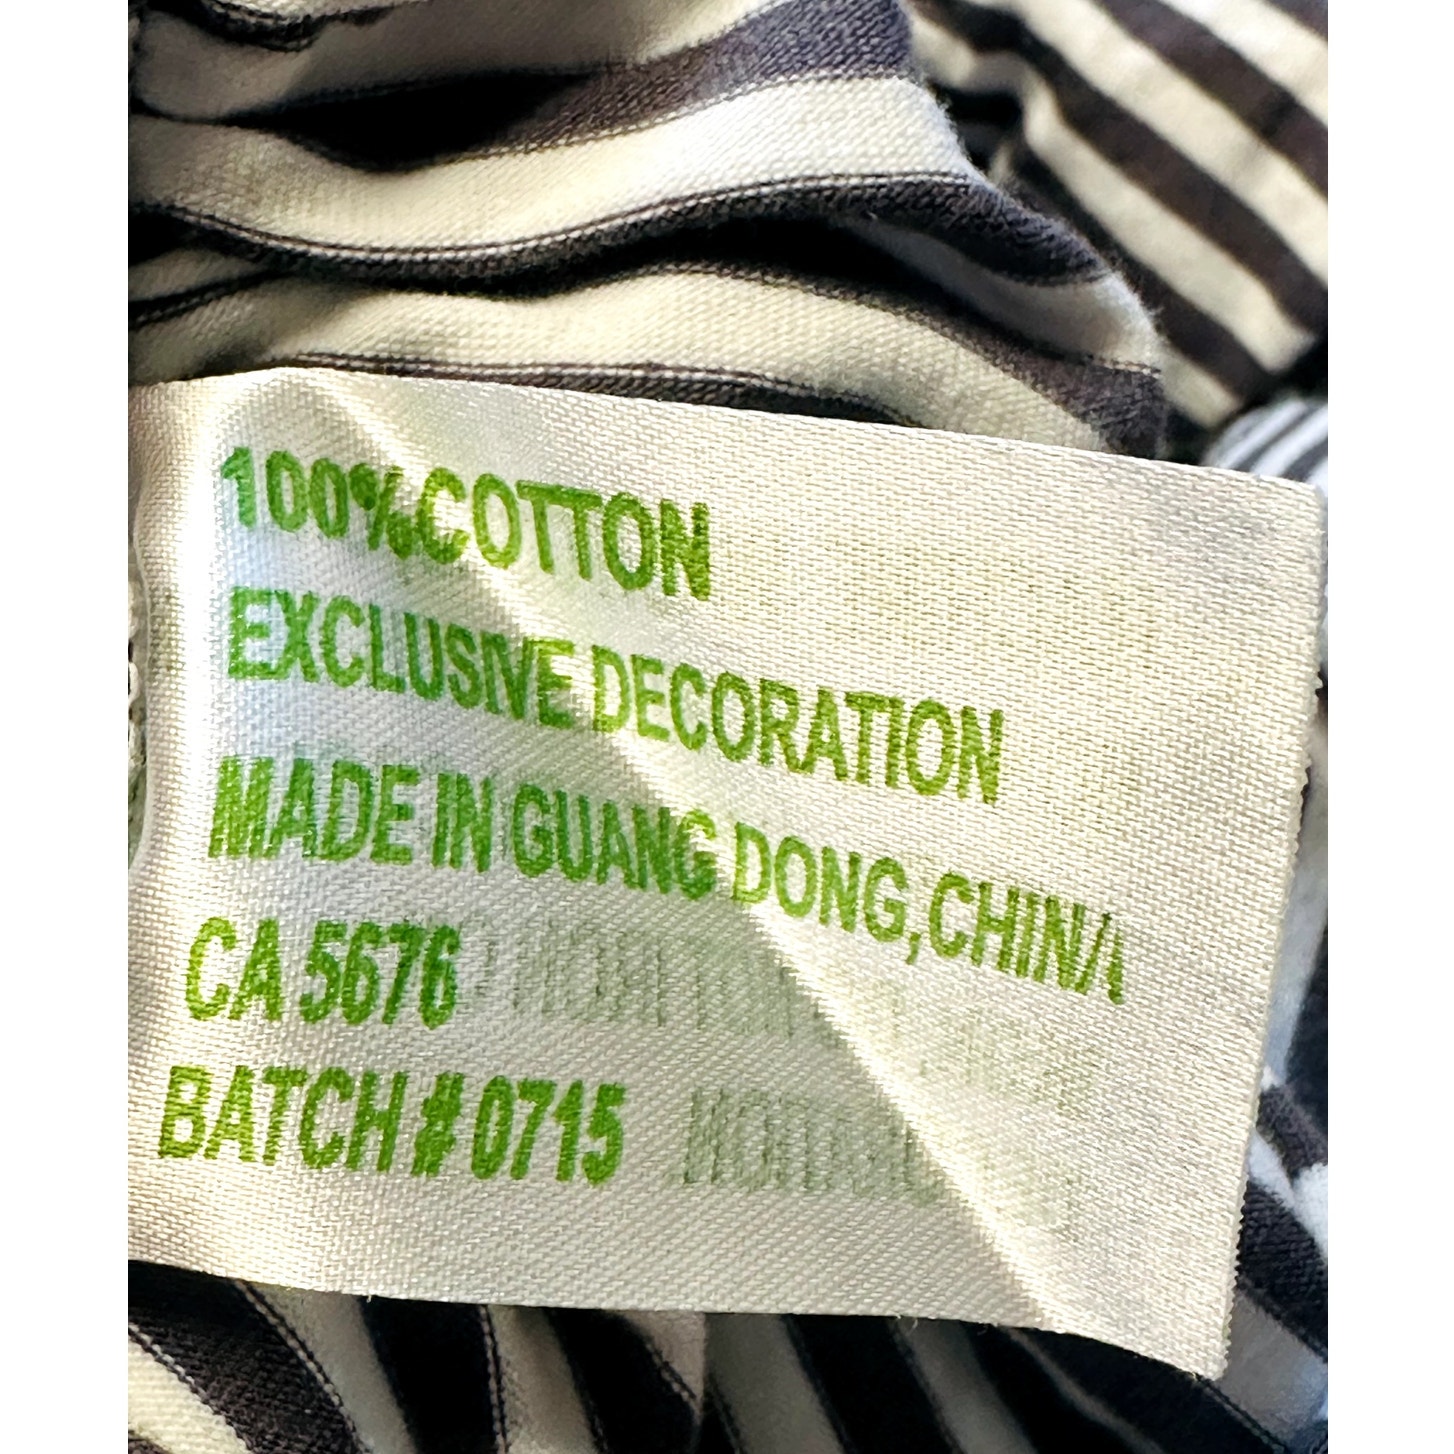 100%COTTON
EXCLUSIVE DECORATION
MADE IN GUANG DONG,CHINA
CA 5676
BATCH # 0715